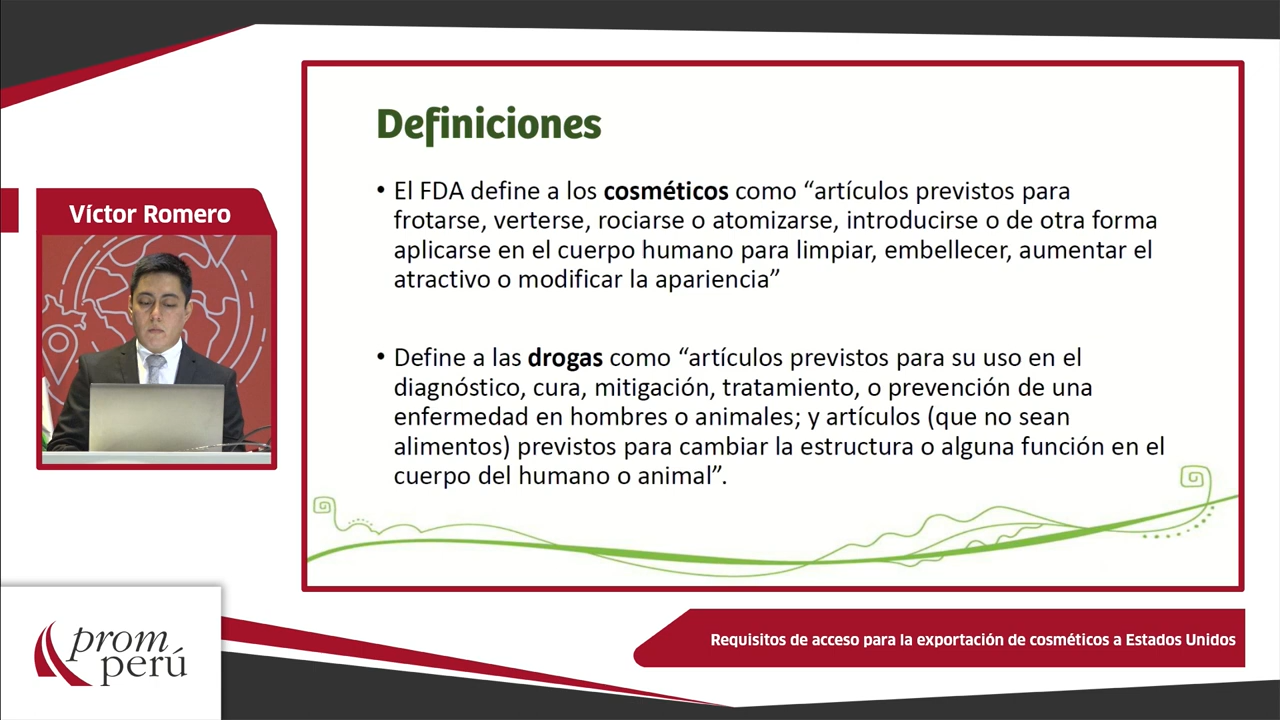 Definiciones
• El FDA define a los cosméticos como “artículos previstos para
frotarse, verterse, rociarse o atomizarse, introducirse o de otra forma
aplicarse en el cuerpo humano para limpiar, embellecer, aumentar el
atractivo o modificar la apariencia”
• Define a las drogas como “artículos previstos para su uso en el
diagnóstico, cura, mitigación, tratamiento, o prevención de una
enfermedad en hombres o animales; y artículos (que no sean
alimentos) previstos para cambiar la estructura o alguna función en el
cuerpo del humano o animal”.
Víctor Romero
prom
perú
Requisitos de acceso para la exportación de cosméticos a Estados Unidos